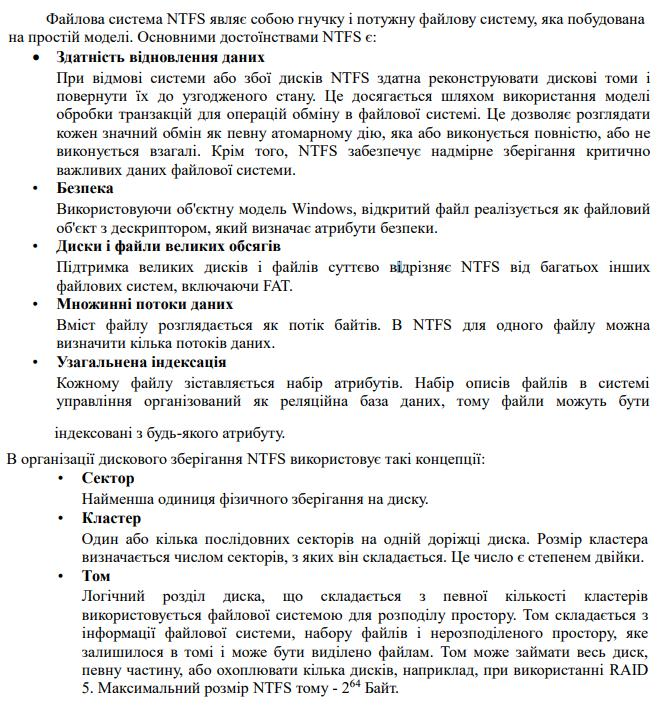 Файлова система NTFS являє собою гнучку і потужну файлову систему, яка побудована
на простій моделі. Основними достоїнствами NTFS є:
• Здатність відновлення даних
При відмові системи або збої дисків NTFS здатна реконструювати дискові томи і
повернути їх до узгодженого стану. Це досягається шляхом використання моделі
обробки транзакцій для операцій обміну в файлової системі. Це дозволяє розглядати
кожен значний обмін як певну атомарному дію, яка або виконується повністю, або не
виконується взагалі. Крім того, NTFS забезпечує надмірне зберігання критично
важливих даних файлової системи.
• Безпека
Використовуючи об'єктну модель Windows, відкритий файл реалізується як файловий
об'єкт з дескриптором, який визначає атрибути безпеки.
• Диски і файли великих обсягів
Підтримка великих дисків і файлів суттєво відрізняє NTFS від багатьох інших
файлових систем, включаючи FAT.
• Множинні потоки даних
Вміст файлу розглядається як потік байтів. В NTFS для одного файлу можна
визначити кілька потоків даних.
• Узагальнена індексація
Кожному файлу зіставляється набір атрибутів. Набір описів файлів в системі
управління організований як реляційна база даних, тому файли можуть бути
індексовані з будь-якого атрибуту.
В організації дискового зберігання NTFS використовує такі концепції:
• Сектор
Найменша одиниця фізичного зберігання на диску.
• Кластер
Один або кілька послідовних секторів на одній доріжці диска. Розмір кластера
визначається числом секторів, з яких він складається. Це число є степенем двійки.
• Том
Логічний розділ диска, що складається з певної кількості кластерів
використовується файлової системою для розподілу простору. Том складається з
інформації файлової системи, набору файлів і нерозподіленого простору, яке
залишилося в томі і може бути виділено файлам. Том може займати весь диск,
певну частину, або охоплювати кілька дисків, наприклад, при використанні RAID
5. Максимальний розмір NTFS тому - 2⁶⁴ Байт.